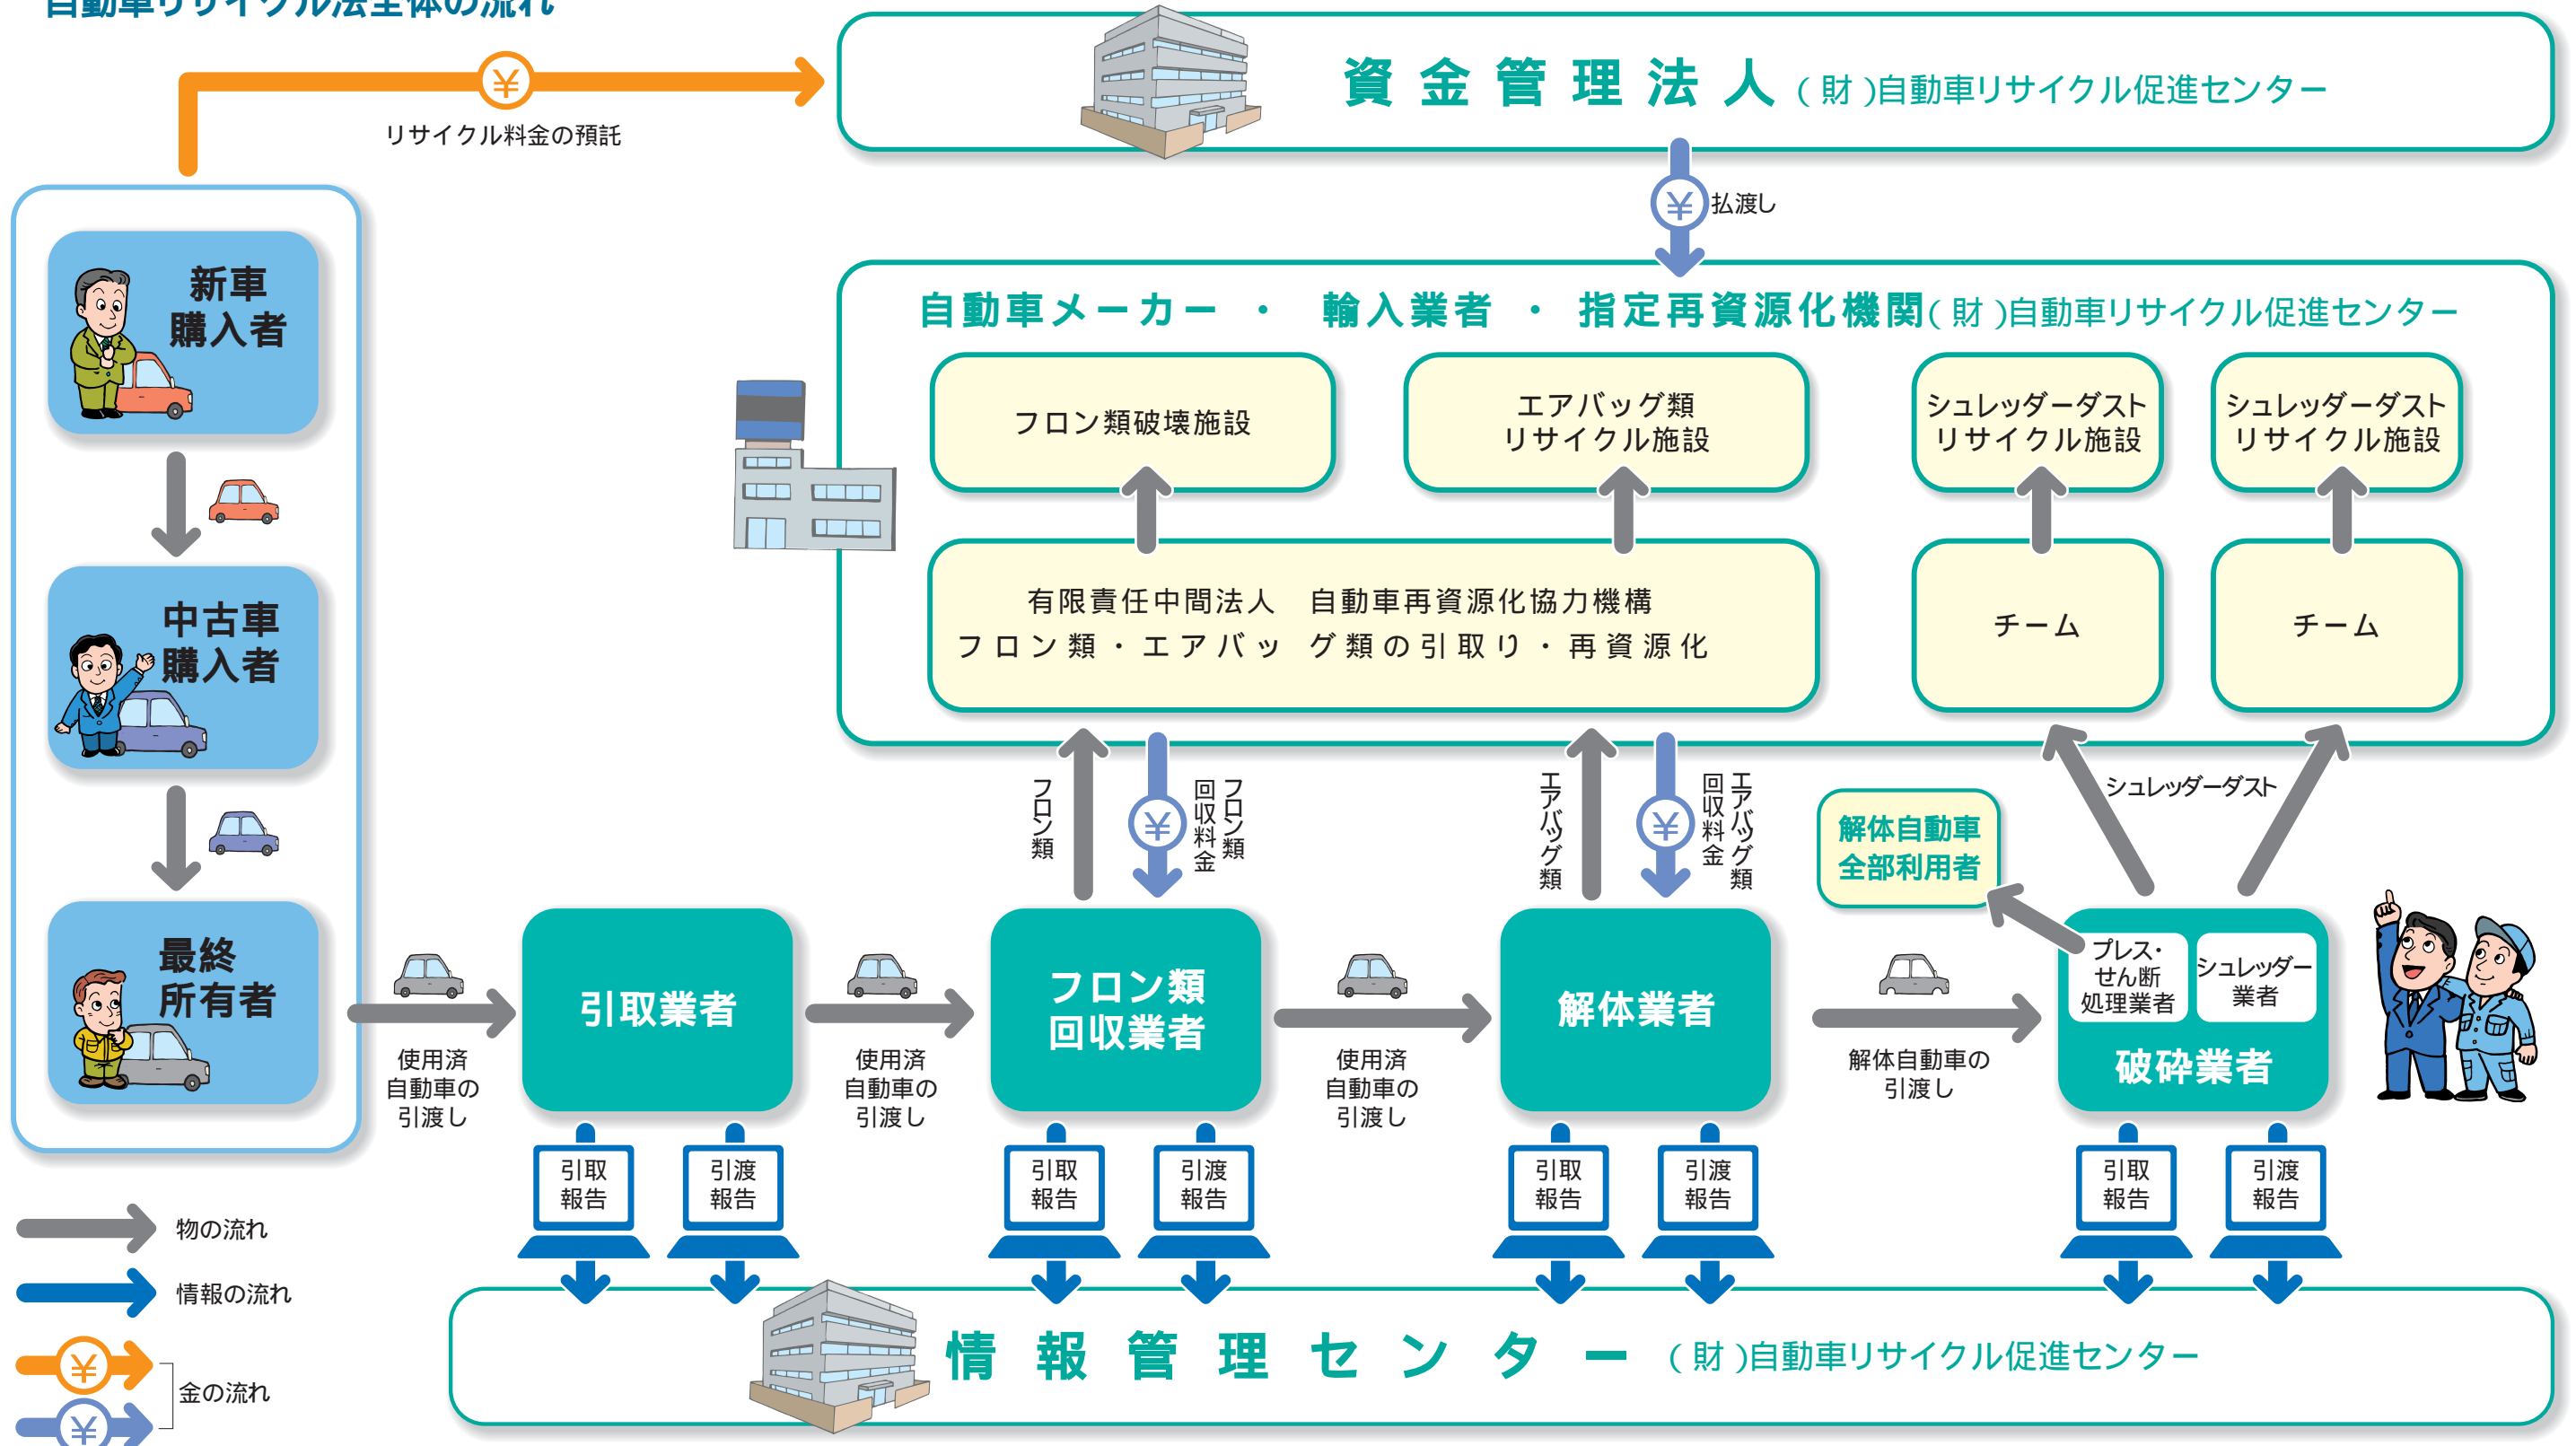 自動車リサイクル法全体の流れ
¥
リサイクル料金の預託
資金管理法人(財)自動車リサイクル促進センター
¥
払渡し
新車
購入者
中古車
購入者
最終
所有者
自動車メーカー ・ 輸入業者 ・ 指定再資源化機関(財)自動車リサイクル促進センター
フロン類破壊施設
エアバッグ類
リサイクル施設
シュレッダーダスト
リサイクル施設
シュレッダーダスト
リサイクル施設
有限責任中間法人 自動車再資源化協力機構
フロン類・エアバッグ類の引取り・再資源化
チーム
チーム
フロン類
¥
フロン類
回収料金
エアバッグ類
¥
エアバッグ類
回収料金
シュレッダーダスト
解体自動車
全部利用者
使用済
自動車の
引渡し
引取業者
使用済
自動車の
引渡し
フロン類
回収業者
使用済
自動車の
引渡し
解体業者
解体自動車の
引渡し
プレス・
せん断
処理業者
シュレッダー
業者
破砕業者
引取
報告
引渡
報告
引取
報告
引渡
報告
引取
報告
引渡
報告
引取
報告
引渡
報告
物の流れ
情報の流れ
¥
¥
金の流れ
情報管理センター(財)自動車リサイクル促進センター